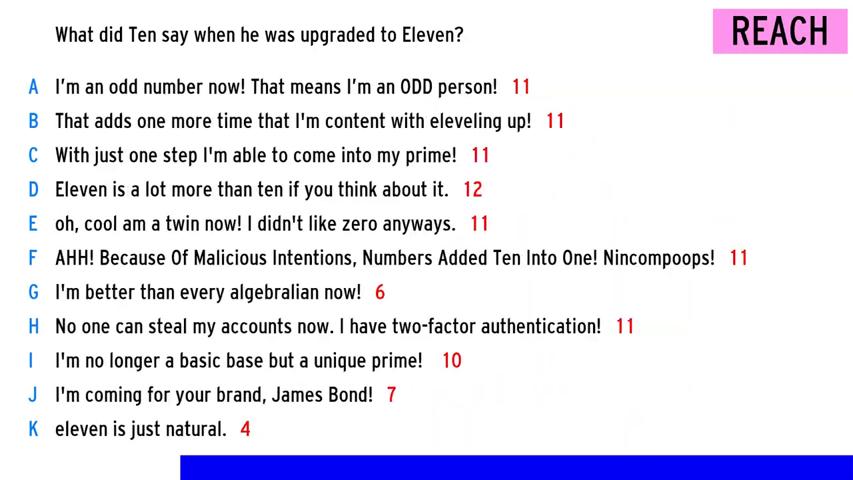 What did Ten say when he was upgraded to Eleven?
REACH
A I'm an odd number now! That means I'm an ODD person! 11
B That adds one more time that I'm content with eleveling up! 11
C With just one step I'm able to come into my prime! 11
D Eleven is a lot more than ten if you think about it. 12
E oh, cool am a twin now! I didn't like zero anyways. 11
F AHH! Because Of Malicious Intentions, Numbers Added Ten Into One! Nincompoops! 11
G I'm better than every algebralian now! 6
H No one can steal my accounts now. I have two-factor authentication! 11
I I'm no longer a basic base but a unique prime! 10
J I'm coming for your brand, James Bond! 7
K eleven is just natural. 4